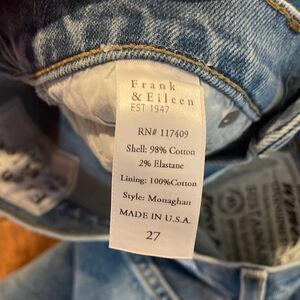 Frank
& Eileen
EST 1947
RN# 117409
Shell: 98% Cotton
2% Elastane
Lining: 100%Cotton
Style: Monaghan
MADE IN U.S.A.
27